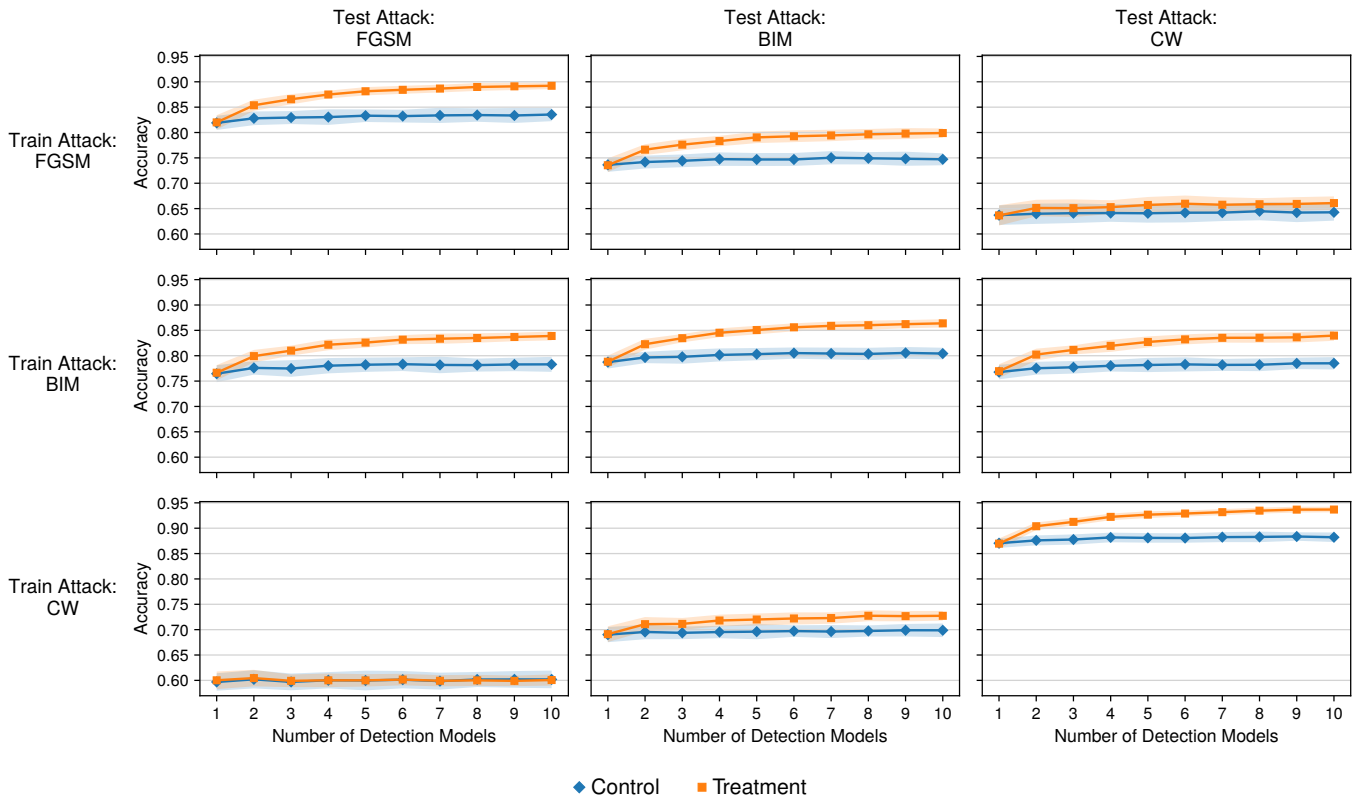 Test Attack:
FGSM
Test Attack:
BIM
Test Attack:
CW
Train Attack:
FGSM
Accuracy
0.95
0.90
0.85
0.80
0.75
0.70
0.65
0.60
Train Attack:
BIM
Accuracy
0.95
0.90
0.85
0.80
0.75
0.70
0.65
0.60
Train Attack:
CW
Accuracy
0.95
0.90
0.85
0.80
0.75
0.70
0.65
0.60
1 2 3 4 5 6 7 8 9 10
Number of Detection Models
1 2 3 4 5 6 7 8 9 10
Number of Detection Models
1 2 3 4 5 6 7 8 9 10
Number of Detection Models
Control Treatment